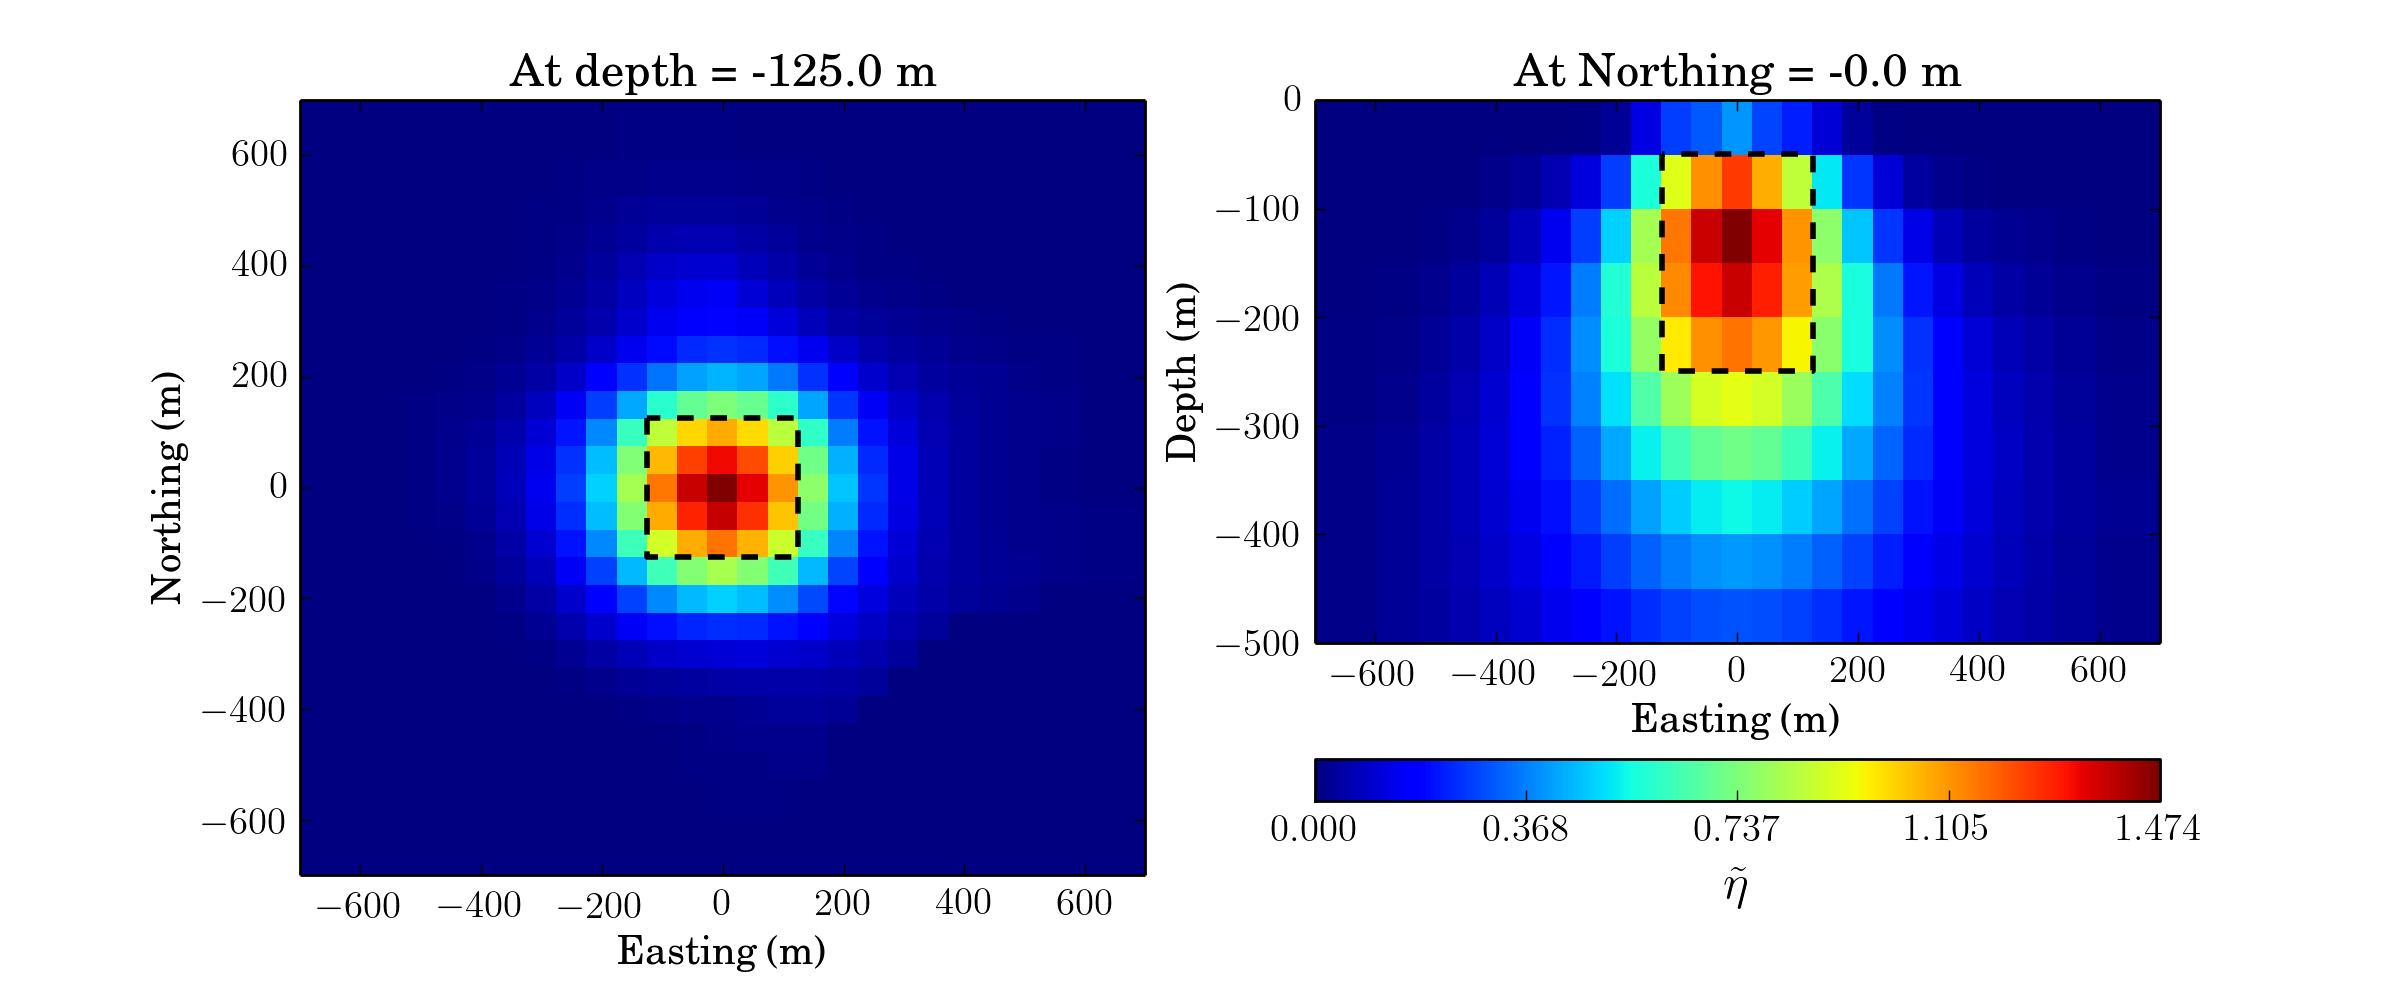 At depth = -125.0 m
600
400
200
0
−200
−400
−600
Northing (m)
−600 −400 −200 0 200 400 600
Easting (m)
At Northing = -0.0 m
0
−100
−200
−300
−400
−500
Depth (m)
−600 −400 −200 0 200 400 600
Easting (m)
0.000 0.368 0.737 1.105 1.474
η̃